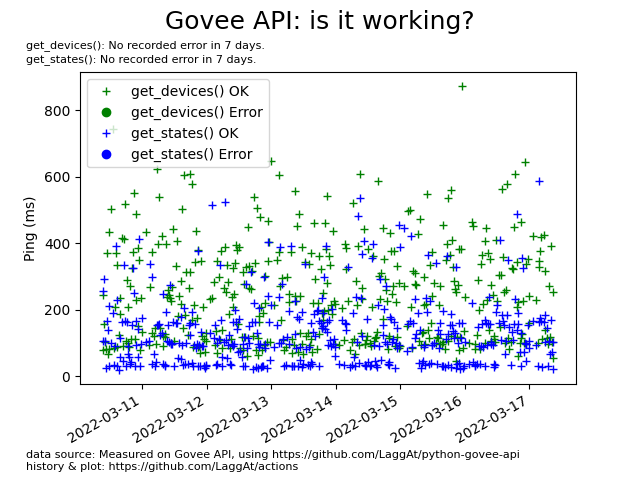 Govee API: is it working?
get_devices(): No recorded error in 7 days.
get_states(): No recorded error in 7 days.
get_devices() OK
get_devices() Error
get_states() OK
get_states() Error
Ping (ms)
800
600
400
200
0
2022-03-11
2022-03-12
2022-03-13
2022-03-14
2022-03-15
2022-03-16
2022-03-17
data source: Measured on Govee API, using https://github.com/LaggAt/python-govee-api
history & plot: https://github.com/LaggAt/actions